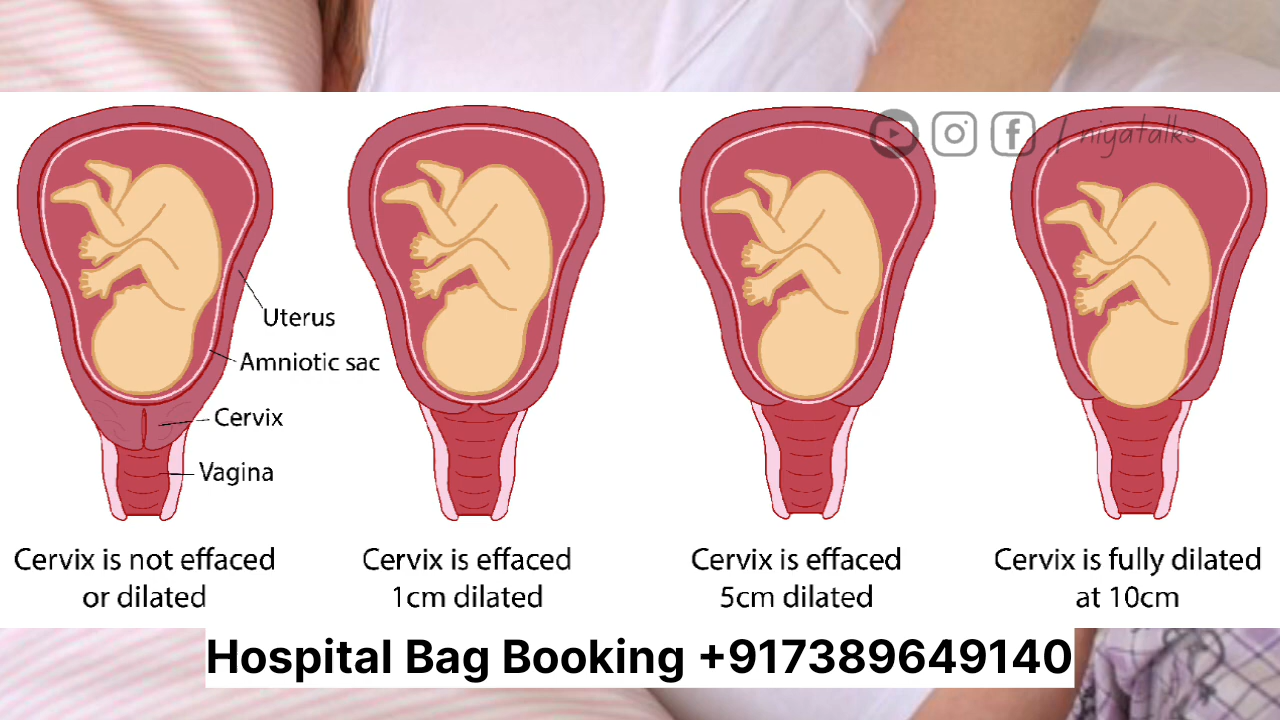 / niyatalks
Uterus
Amniotic sac
Cervix
Vagina
Cervix is not effaced
or dilated
Cervix is effaced
1cm dilated
Cervix is effaced
5cm dilated
Cervix is fully dilated
at 10cm
Hospital Bag Booking +917389649140